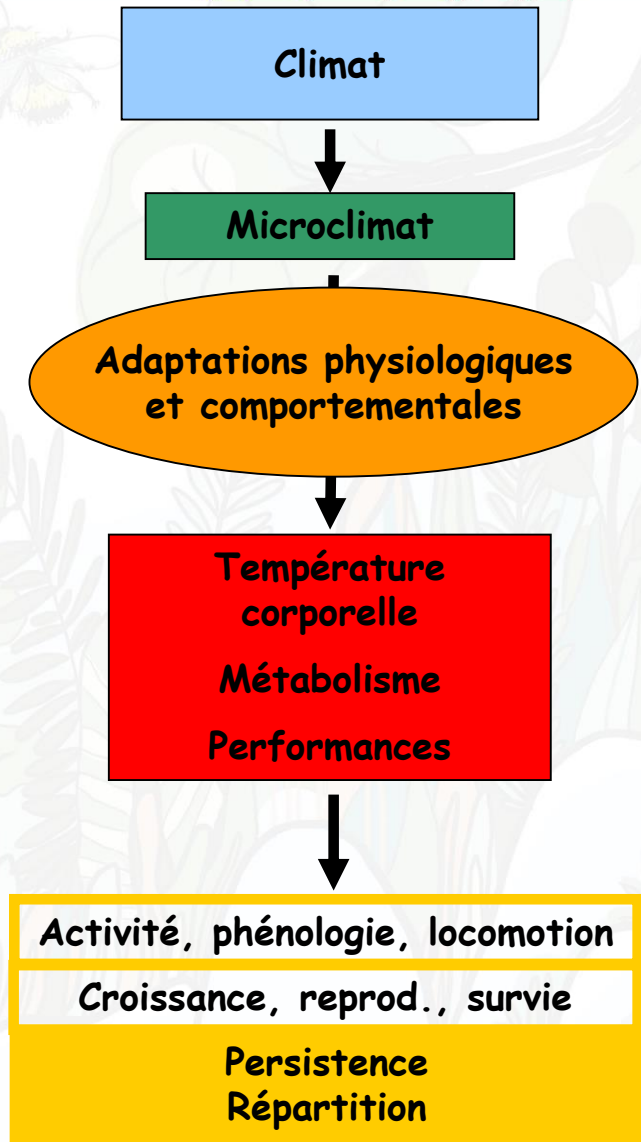 Climat
Microclimat
Adaptations physiologiques
et comportementales
Température
corporelle
Métabolisme
Performances
Activité, phénologie, locomotion
Croissance, reprod., survie
Persistence
Répartition